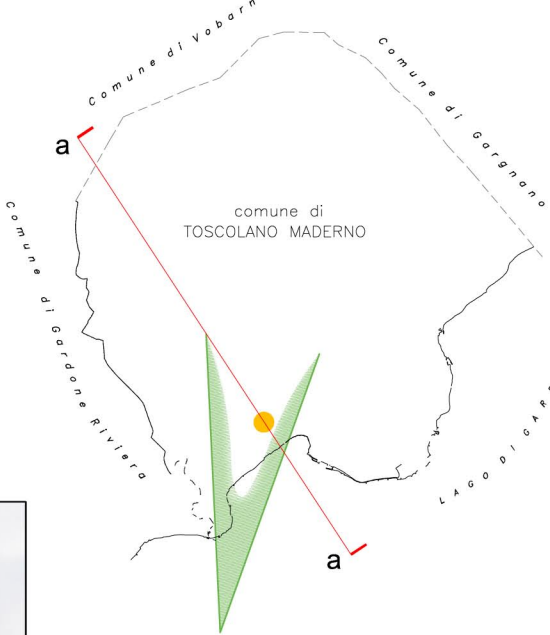 Comune di Vobarn
Comune di Gargnano
a
comune di
TOSCOLANO MADERNO
Comune di Gardone Riviera
LAGO DI GAR
a